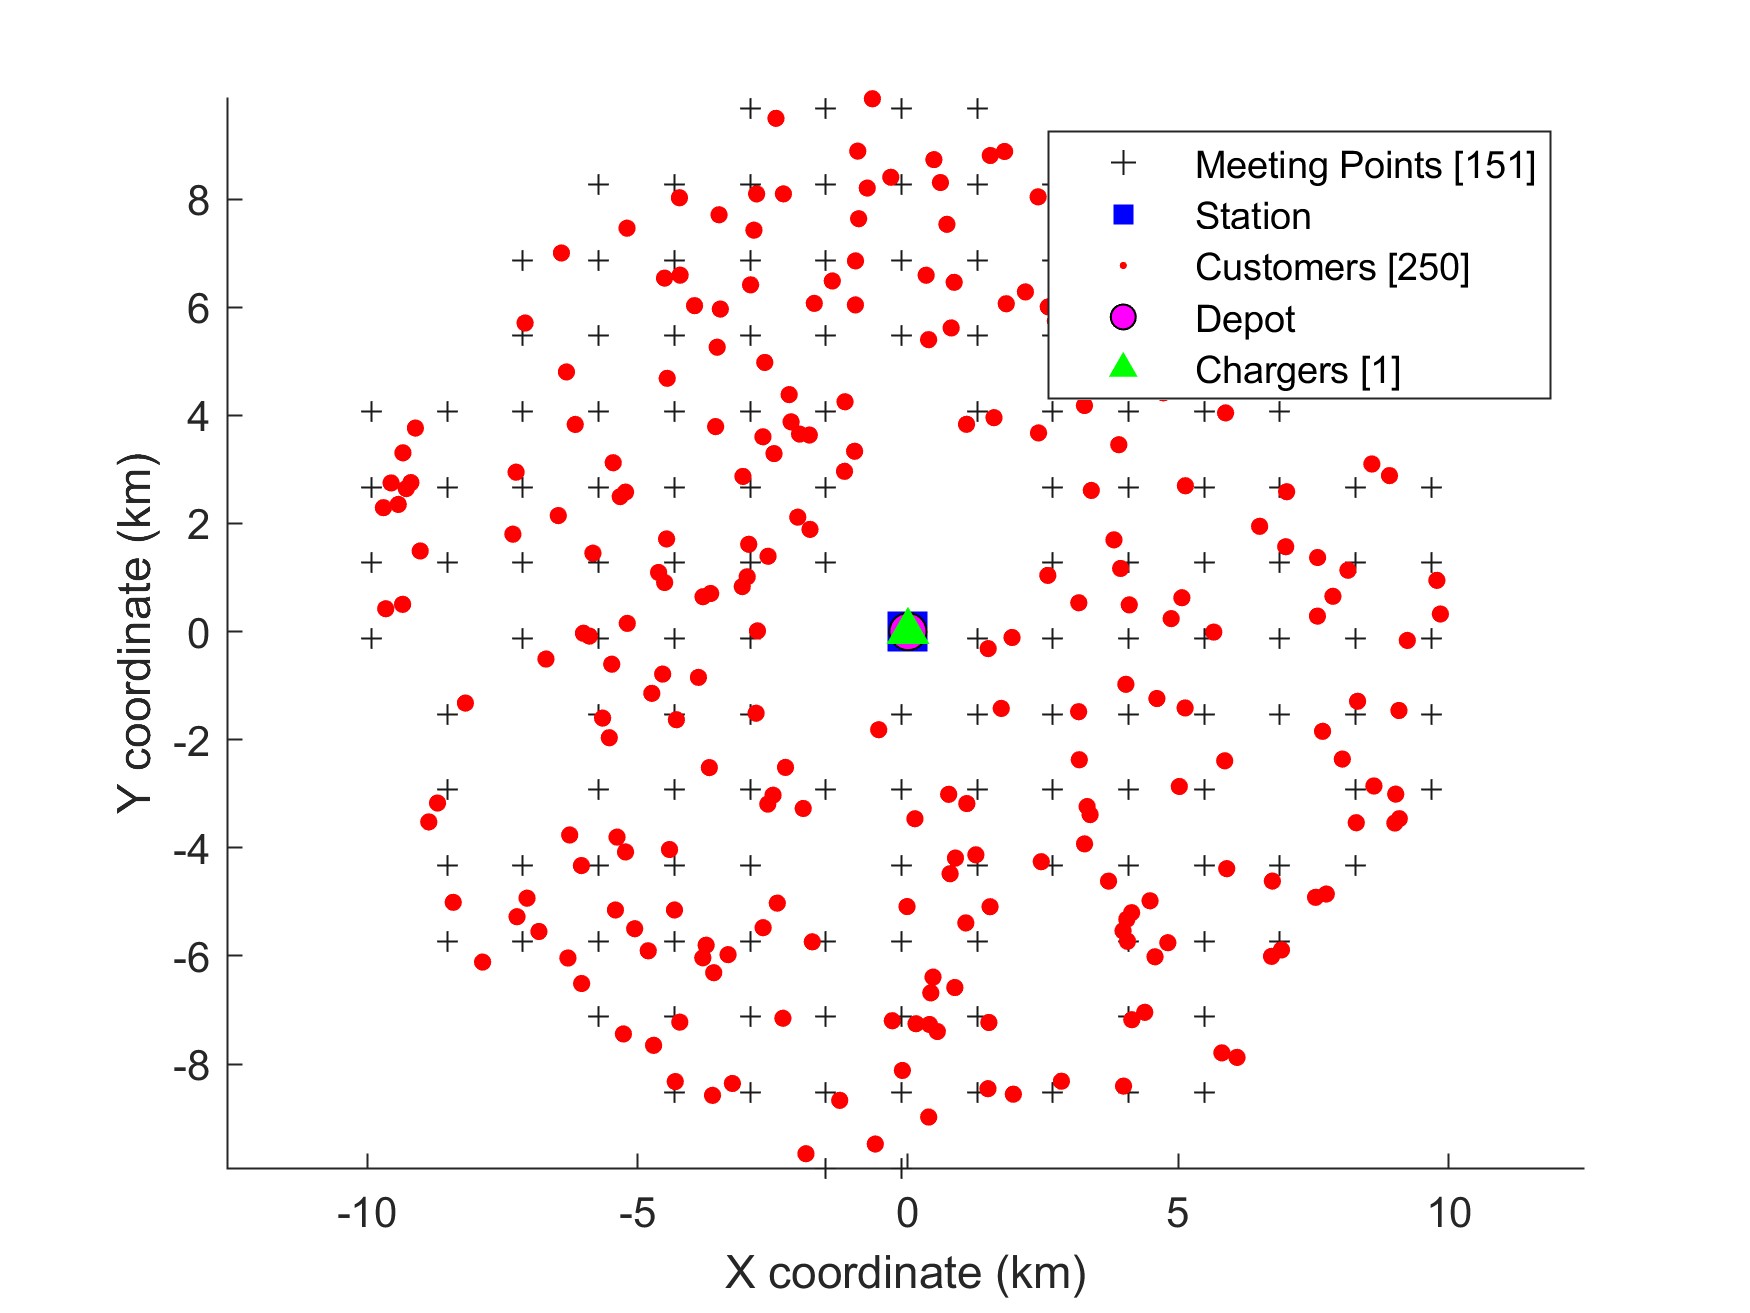 Meeting Points [151]
Station
Customers [250]
Depot
Chargers [1]
Y coordinate (km)
8
6
4
2
0
-2
-4
-6
-8
-10 -5 0 5 10
X coordinate (km)